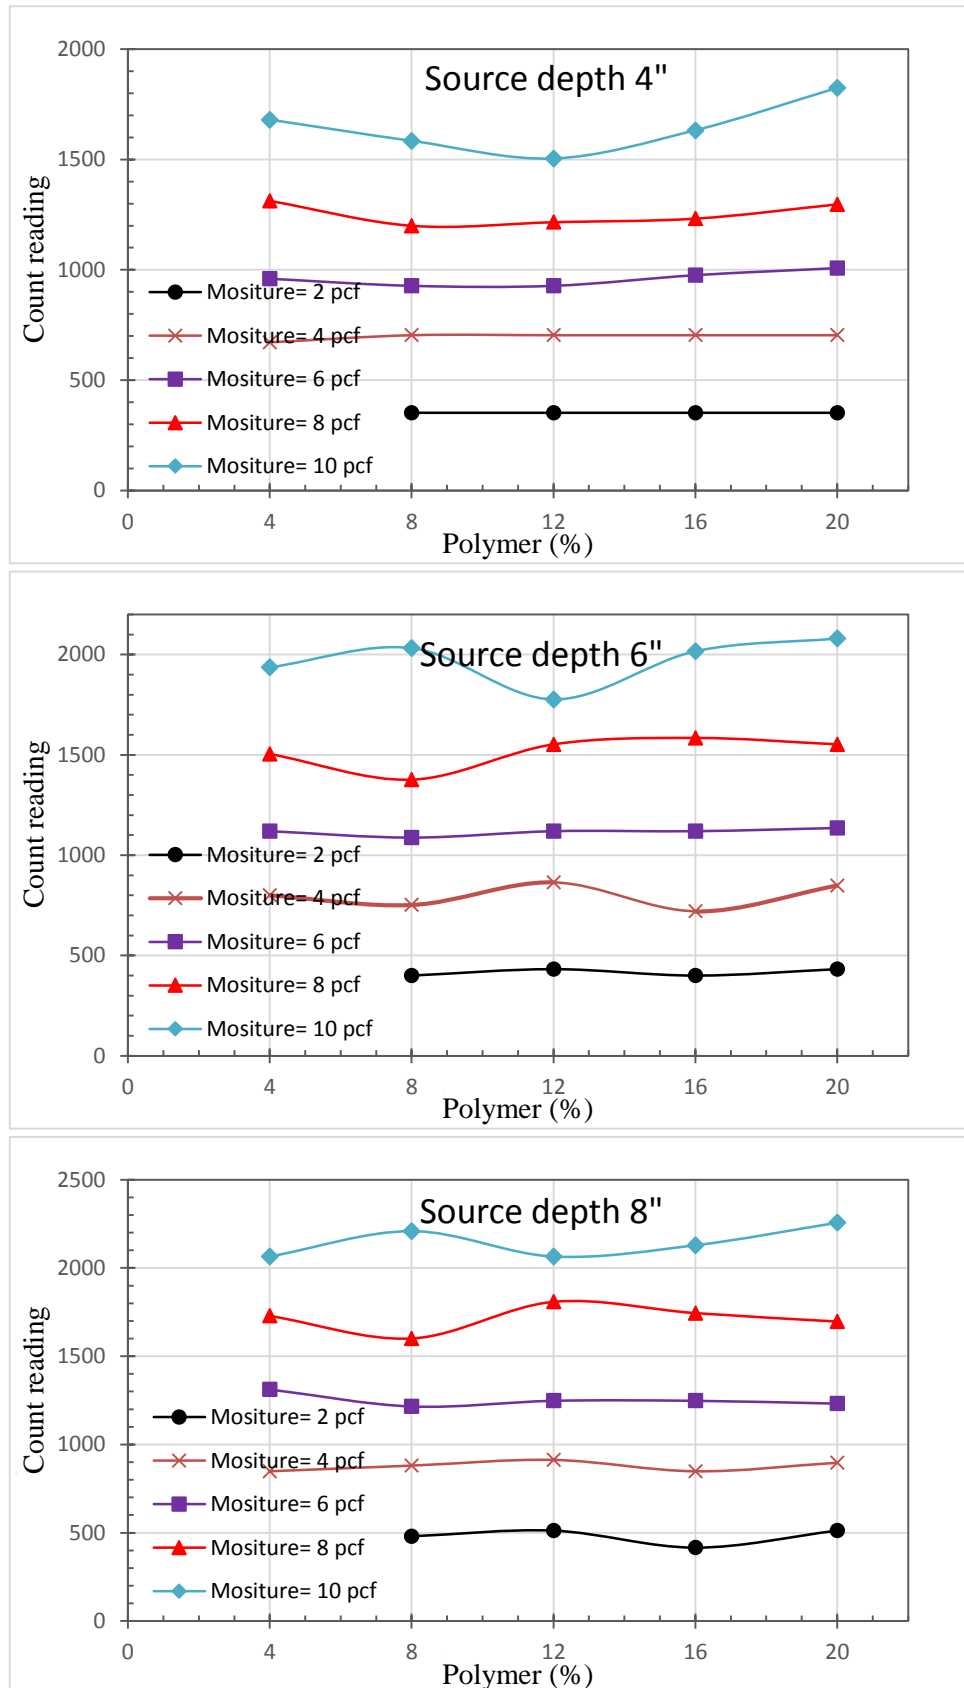 Source depth 4"
2000
1500
1000
500
0
Count reading
Mositure= 2 pcf
Mositure= 4 pcf
Mositure= 6 pcf
Mositure= 8 pcf
Mositure= 10 pcf
0 4 8 12 16 20
Polymer (%)
Source depth 6"
2000
1500
1000
500
0
Count reading
Mositure= 2 pcf
Mositure= 4 pcf
Mositure= 6 pcf
Mositure= 8 pcf
Mositure= 10 pcf
0 4 8 12 16 20
Polymer (%)
Source depth 8"
2500
2000
1500
1000
500
0
Count reading
Mositure= 2 pcf
Mositure= 4 pcf
Mositure= 6 pcf
Mositure= 8 pcf
Mositure= 10 pcf
0 4 8 12 16 20
Polymer (%)